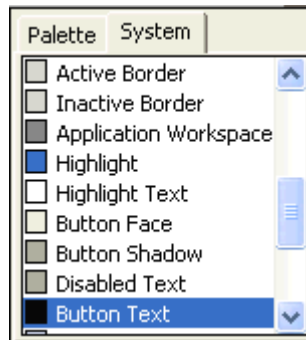 Palette System
Active Border
Inactive Border
Application Workspace
Highlight
Highlight Text
Button Face
Button Shadow
Disabled Text
Button Text